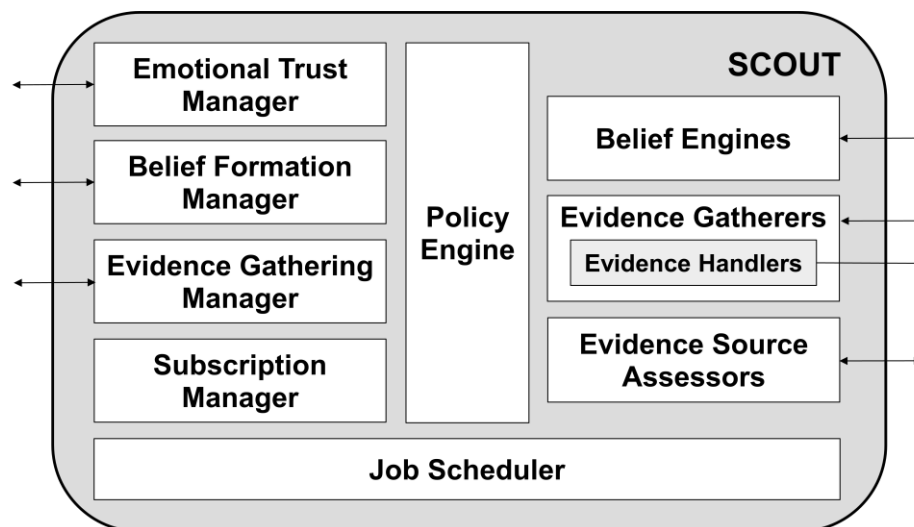 SCOUT
Emotional Trust
Manager
Belief Formation
Manager
Evidence Gathering
Manager
Subscription
Manager
Policy
Engine
Belief Engines
Evidence Gatherers
Evidence Handlers
Evidence Source
Assessors
Job Scheduler